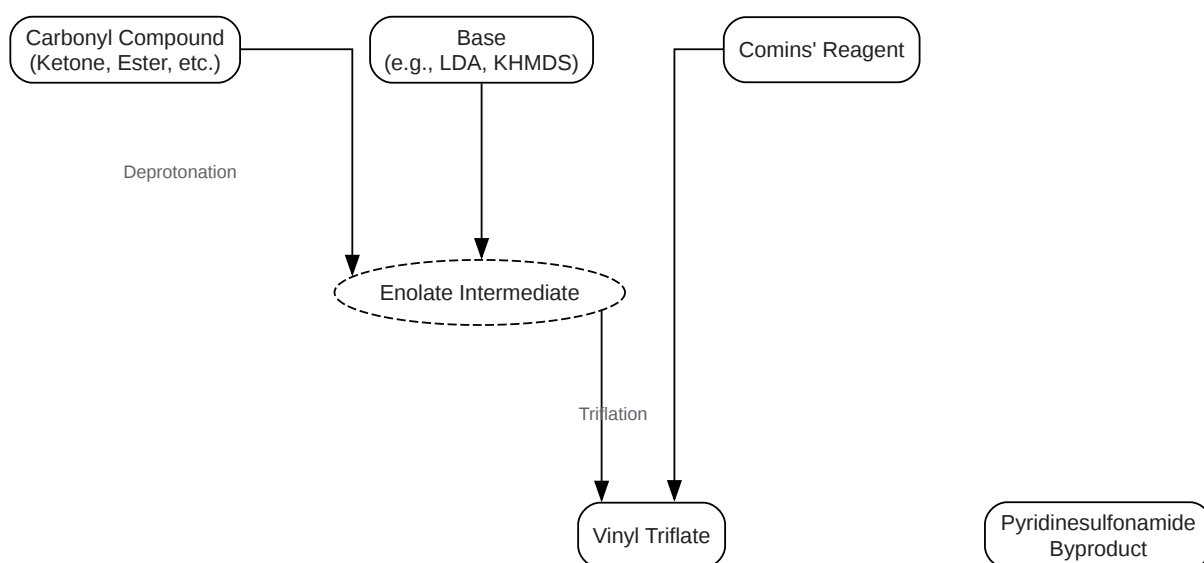 Carbonyl Compound
(Ketone, Ester, etc.)
Base
(e.g., LDA, KHMDS)
Comins' Reagent
Deprotonation
Enolate Intermediate
Triflation
Vinyl Triflate
Pyridinesulfonamide
Byproduct